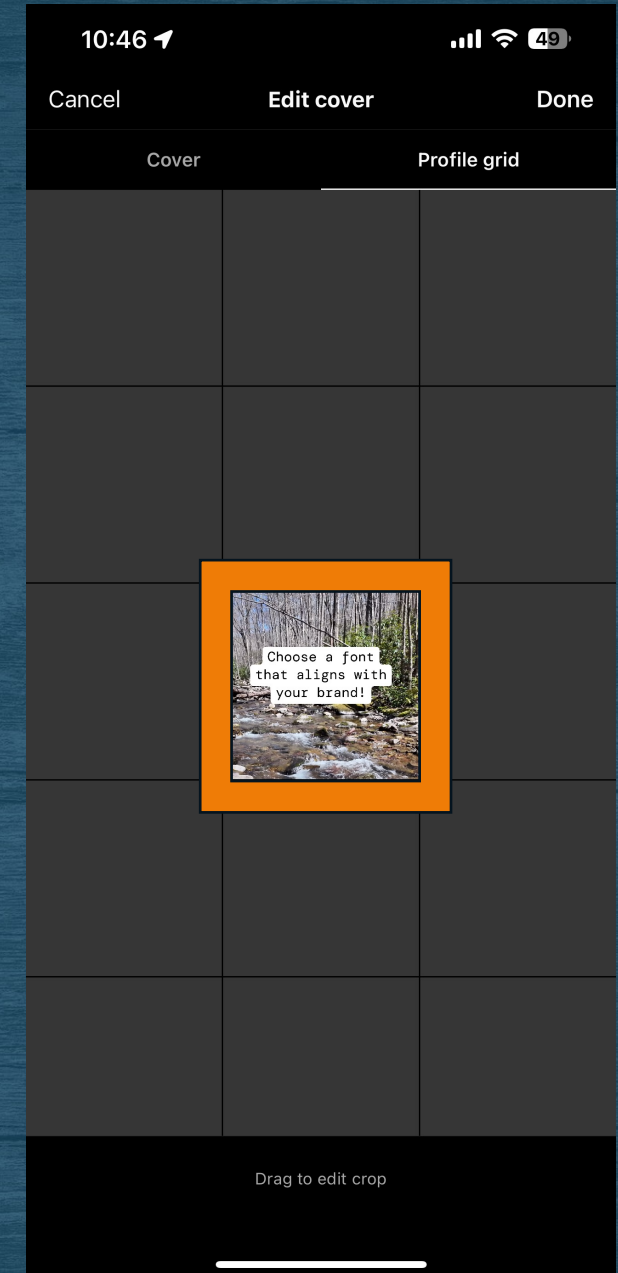 10:46
49
Cancel
Edit cover
Done
Cover
Profile grid
Choose a font
that aligns with
your brand!
Drag to edit crop